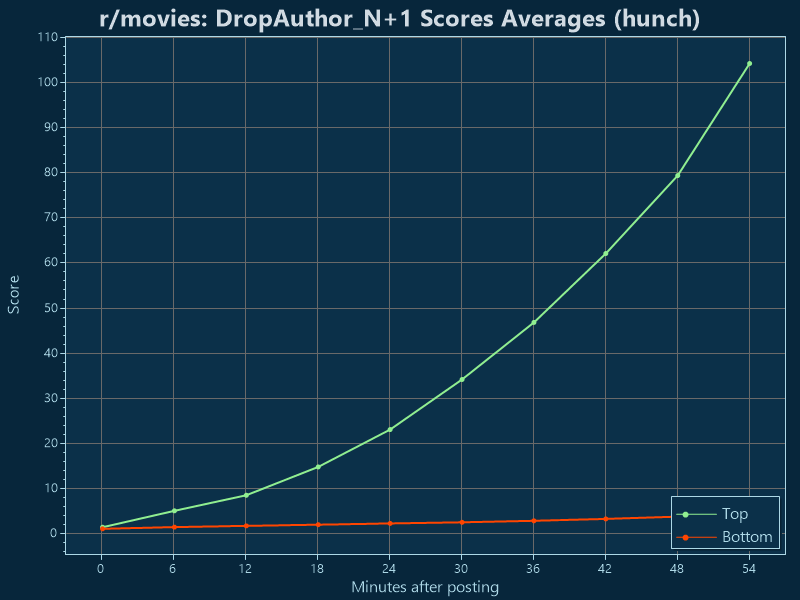 r/movies: DropAuthor_N+1 Scores Averages (hunch)
110
100
90
80
70
60
50
40
30
20
10
0
Score
Top
Bottom
0 6 12 18 24 30 36 42 48 54
Minutes after posting